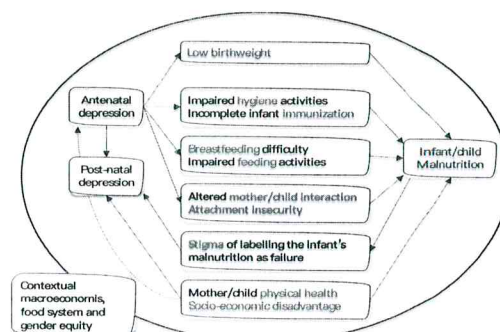 Low birthweight
Antenatal
depression
Impaired hygiene activities
Incomplete infant immunization
Breastfeeding difficulty
Impaired feeding activities
Infant/child
Malnutrition
Post-natal
depression
Altered mother/child interaction
Attachment Insecurity
Stigma of labelling the infant's
malnutrition as failure
Mother/child physical health
Socio-economic disadvantage
Contextual
macroeconomis,
food system and
gender equity